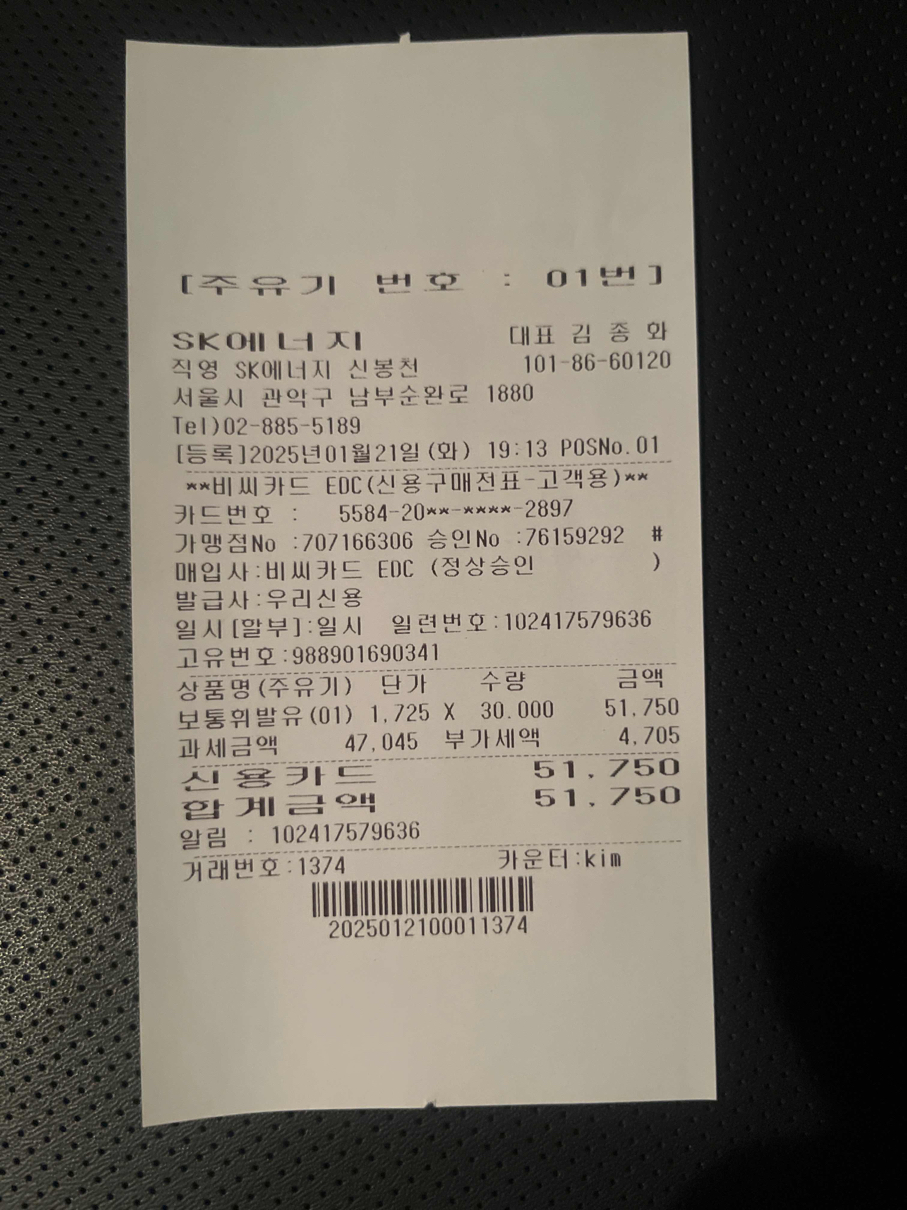 [주유기 번호 : 01번]
SK에너지 대표 김 종 화
직영 SK에너지 신봉천 101-86-60120
서울시 관악구 남부순환로 1880
Tel)02-885-5189
[등록]2025년01월21일(화) 19:13 POSNo.01
**비씨카드 EDC(신용구매전표-고객용)**
카드번호 : 5584-20**-****-2897
가맹점No :707166306 승인No :76159292 #
매입사:비씨카드 EDC (정상승인 )
발급사:우리신용
일시[할부]:일시 일련번호:102417579636
고유번호:988901690341
상품명(주유기) 단가 수량 금액
보통휘발유(01) 1,725 X 30.000 51,750
과세금액 47,045 부가세액 4,705
신용카드 51,750
합계금액 51,750
알림 : 102417579636
거래번호:1374 카운터:kim
2025012100011374